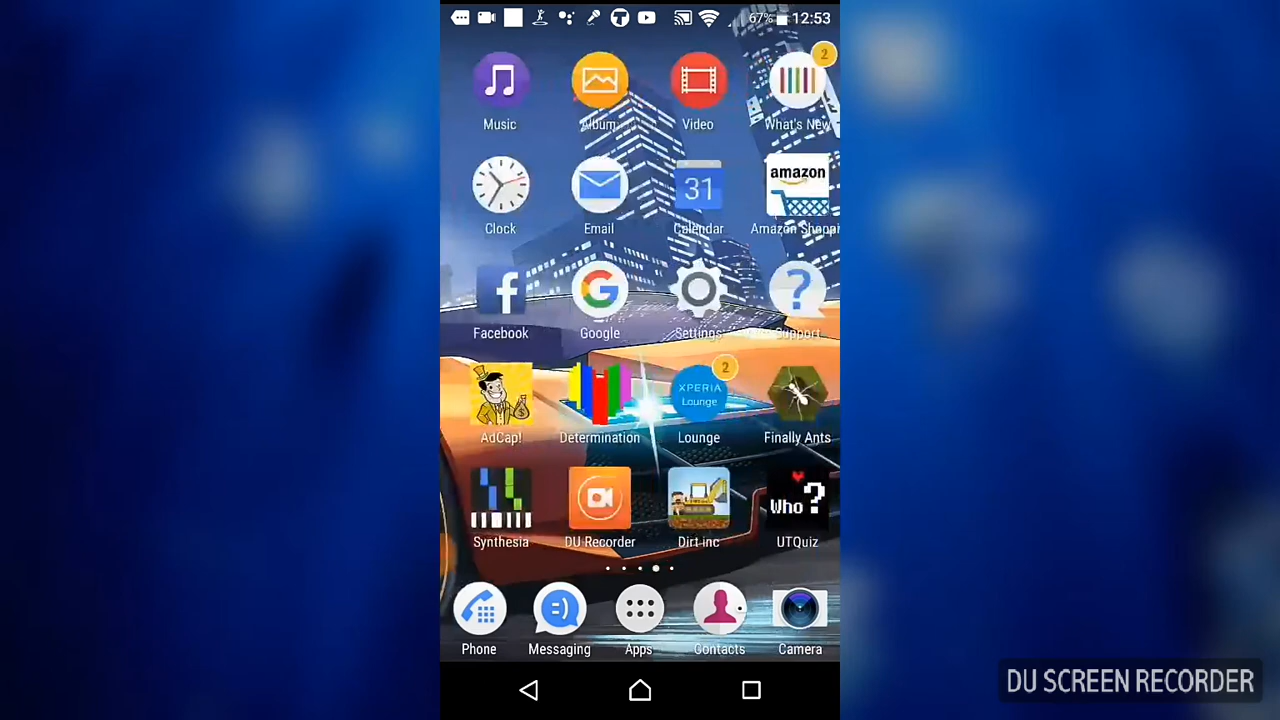 67% 12:53
2
Music Album Video What's New
31
amazon
Clock Email Calendar Amazon Shoppi
Facebook Google Settings Support
2
XPERIA
Lounge
AdCap! Determination Lounge Finally Ants
Who?
Synthesia DU Recorder Dirt inc UTQuiz
Phone Messaging Apps Contacts Camera
DU SCREEN RECORDER